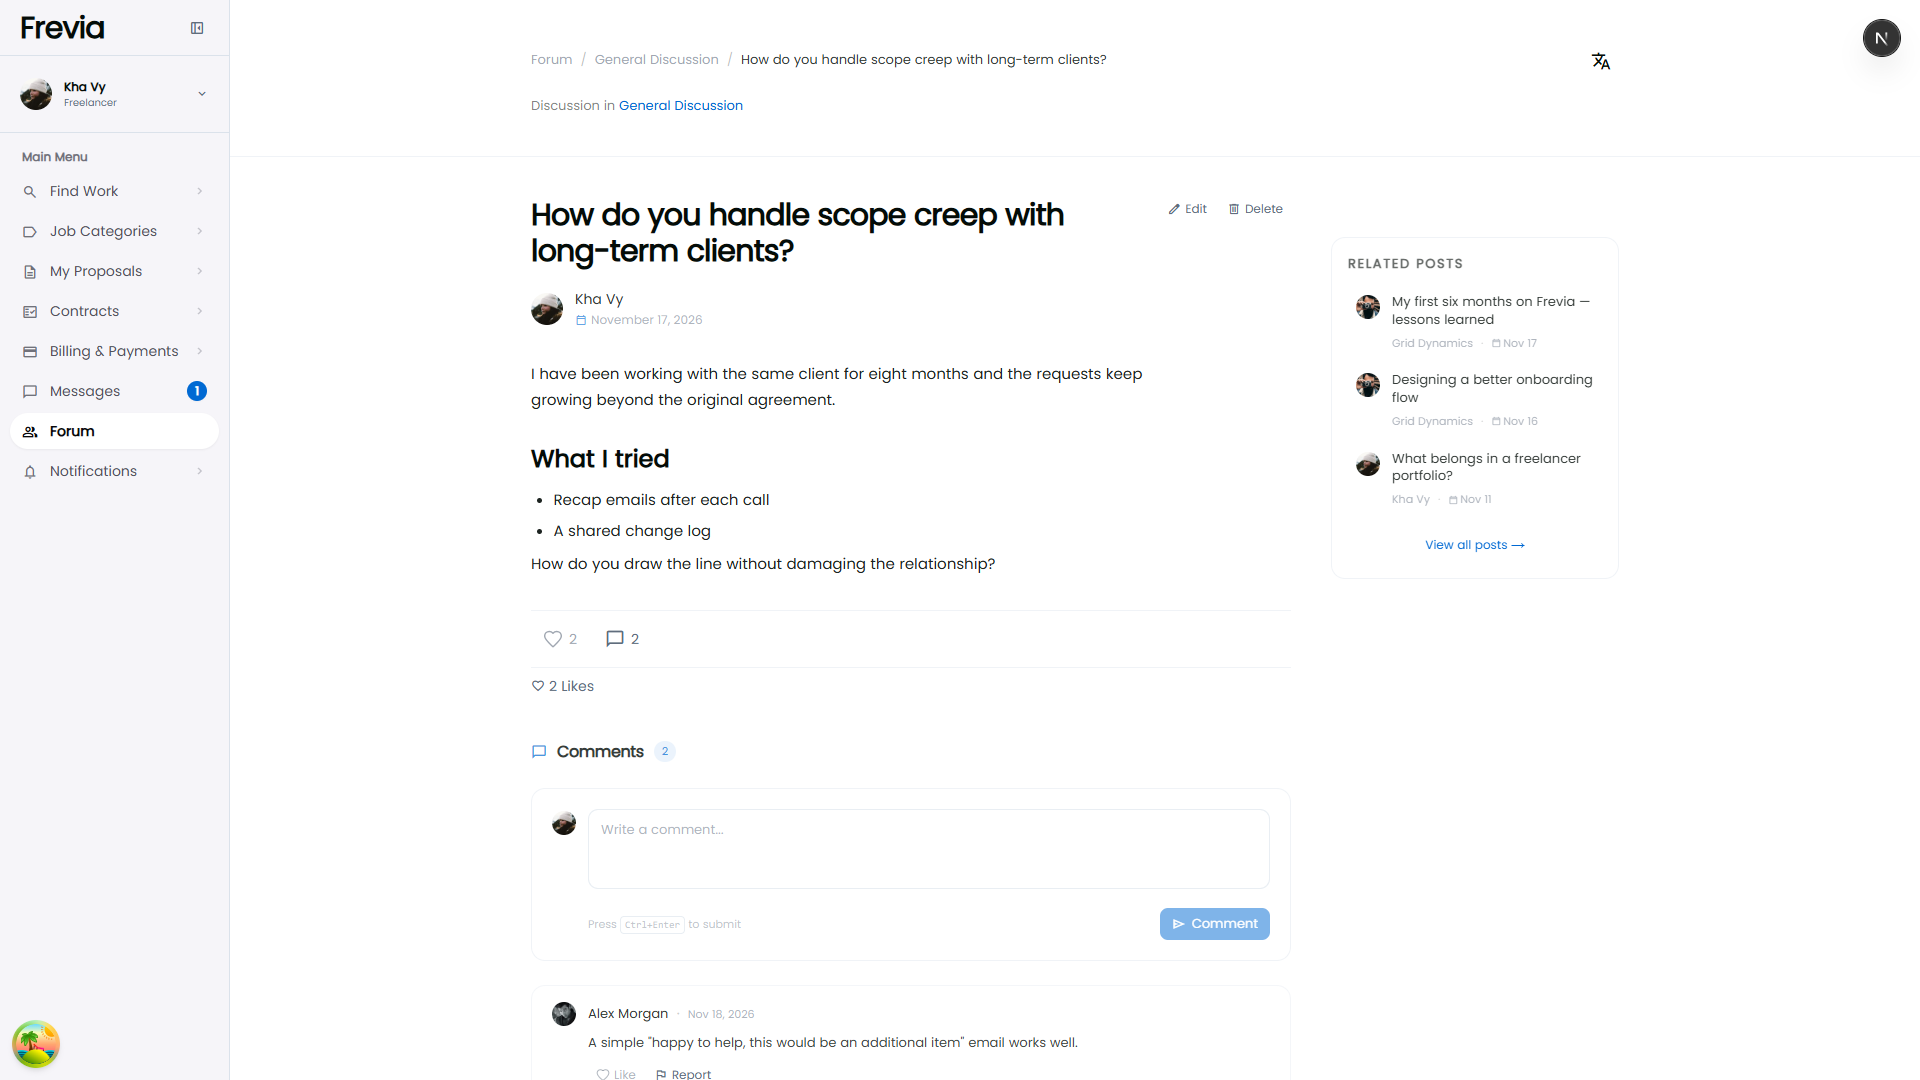 Frevia
Kha Vy
Freelancer
Main Menu
Find Work
Job Categories
My Proposals
Contracts
Billing & Payments
Messages 1
Forum
Notifications
Forum / General Discussion / How do you handle scope creep with long-term clients?
Discussion in General Discussion
N
How do you handle scope creep with
long-term clients?
Edit
Delete
Kha Vy
November 17, 2026
I have been working with the same client for eight months and the requests keep
growing beyond the original agreement.
What I tried
• Recap emails after each call
• A shared change log
How do you draw the line without damaging the relationship?
2 2
2 Likes
Comments 2
Write a comment...
Press Ctrl+Enter to submit
Comment
Alex Morgan · Nov 18, 2026
A simple "happy to help, this would be an additional item" email works well.
Like Report
RELATED POSTS
My first six months on Frevia —
lessons learned
Grid Dynamics · Nov 17
Designing a better onboarding
flow
Grid Dynamics · Nov 16
What belongs in a freelancer
portfolio?
Kha Vy · Nov 11
View all posts →